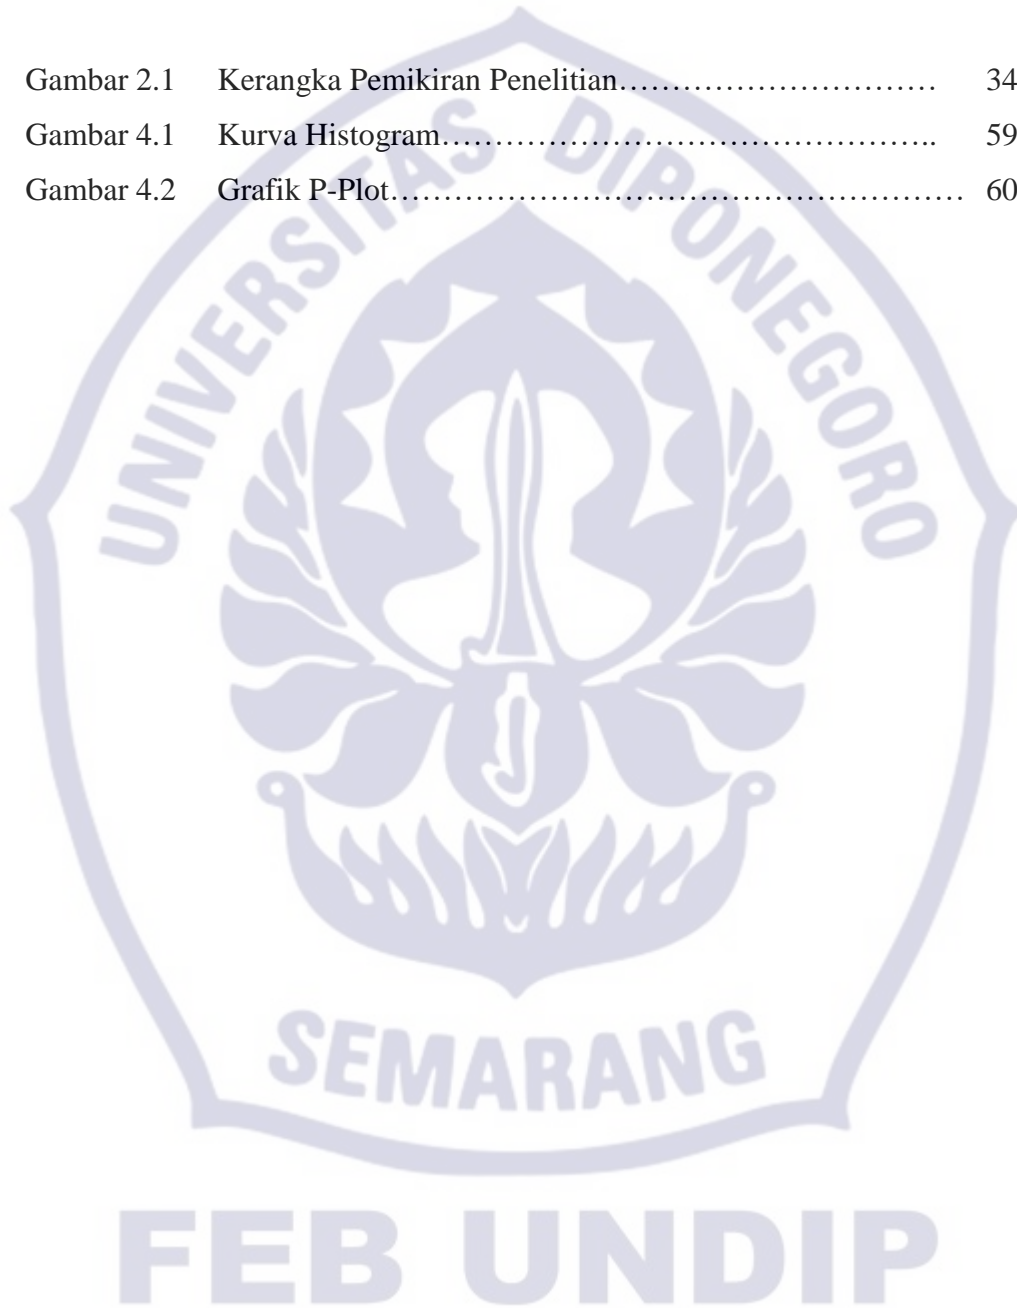 Gambar 2.1 Kerangka Pemikiran Penelitian………………………… 34
Gambar 4.1 Kurva Histogram……………………………………….. 59
Gambar 4.2 Grafik P-Plot……………………………………………… 60
UNIVERSITAS DIPONEGORO
SEMARANG
FEB UNDIP